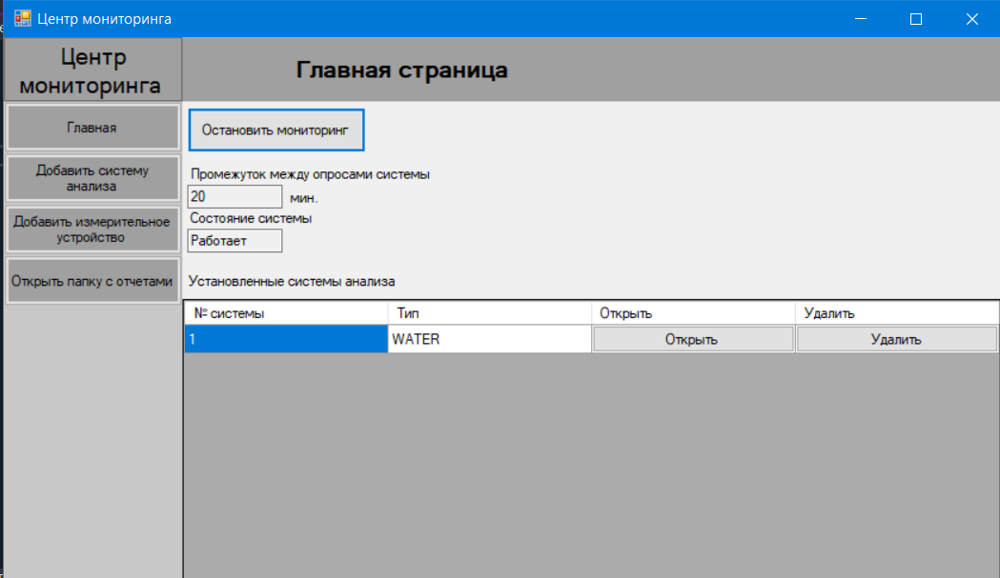 Центр мониторинга
Центр
мониторинга
Главная страница
Главная
Добавить систему
анализа
Добавить измерительное
устройство
Открыть папку с отчетами
Остановить мониторинг
Промежуток между опросами системы
20 мин.
Состояние системы
Работает
Установленные системы анализа
№ системы Тип Открыть Удалить
1 WATER Открыть Удалить